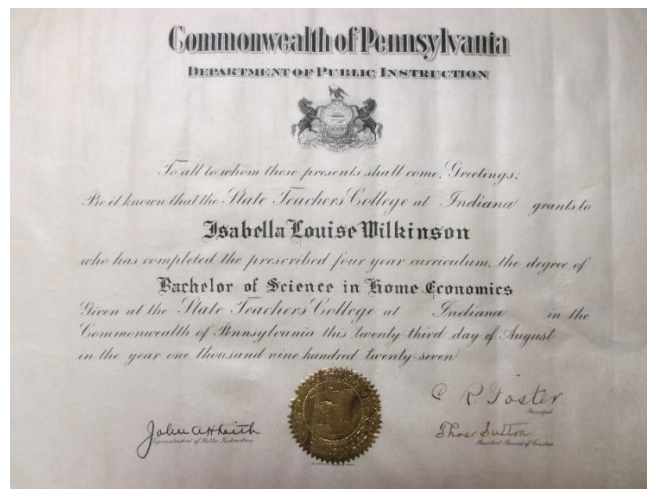 Commonwealth of Pennsylvania
DEPARTMENT OF PUBLIC INSTRUCTION
To all to whom these presents shall come, Greetings:
Be it known that the State Teachers College at Indiana grants to
Isabella Louise Wilkinson
who has completed the prescribed four year curriculum, the degree of
Bachelor of Science in Home Economics
Given at the State Teachers College at Indiana in the
Commonwealth of Pennsylvania this twenty third day of August
in the year one thousand nine hundred twenty-seven
C R Foster
Principal
John A H Keith
Superintendent of Public Instruction
Thos Sutton
President Board of Trustees